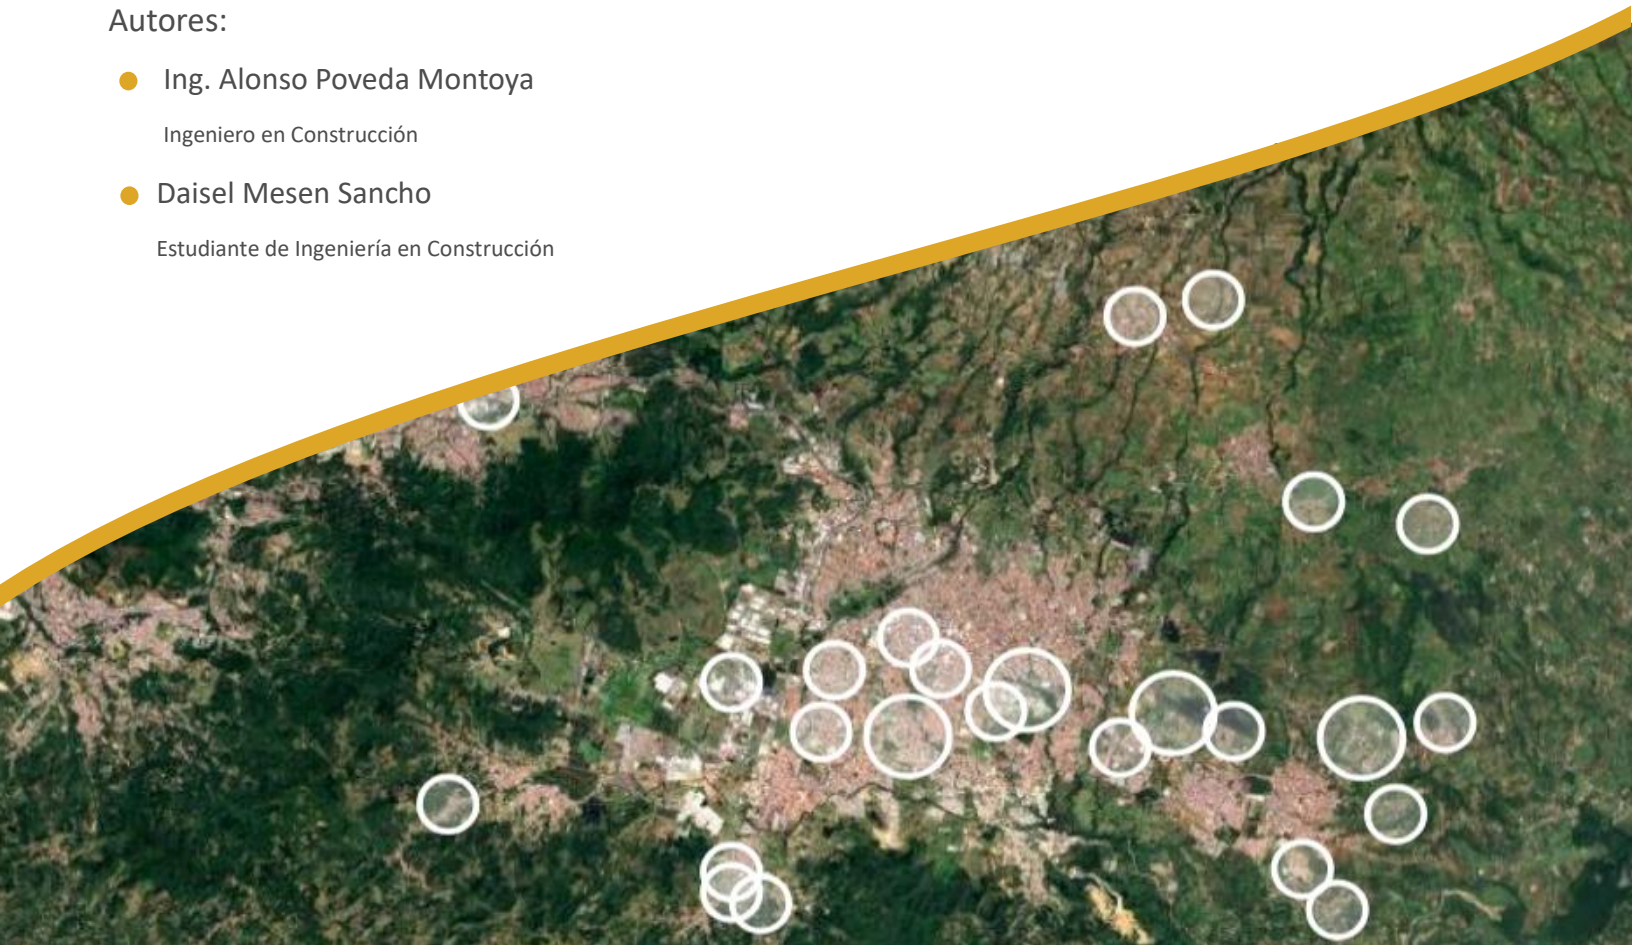 Autores:
Ing. Alonso Poveda Montoya
Ingeniero en Construcción
Daisel Mesen Sancho
Estudiante de Ingeniería en Construcción